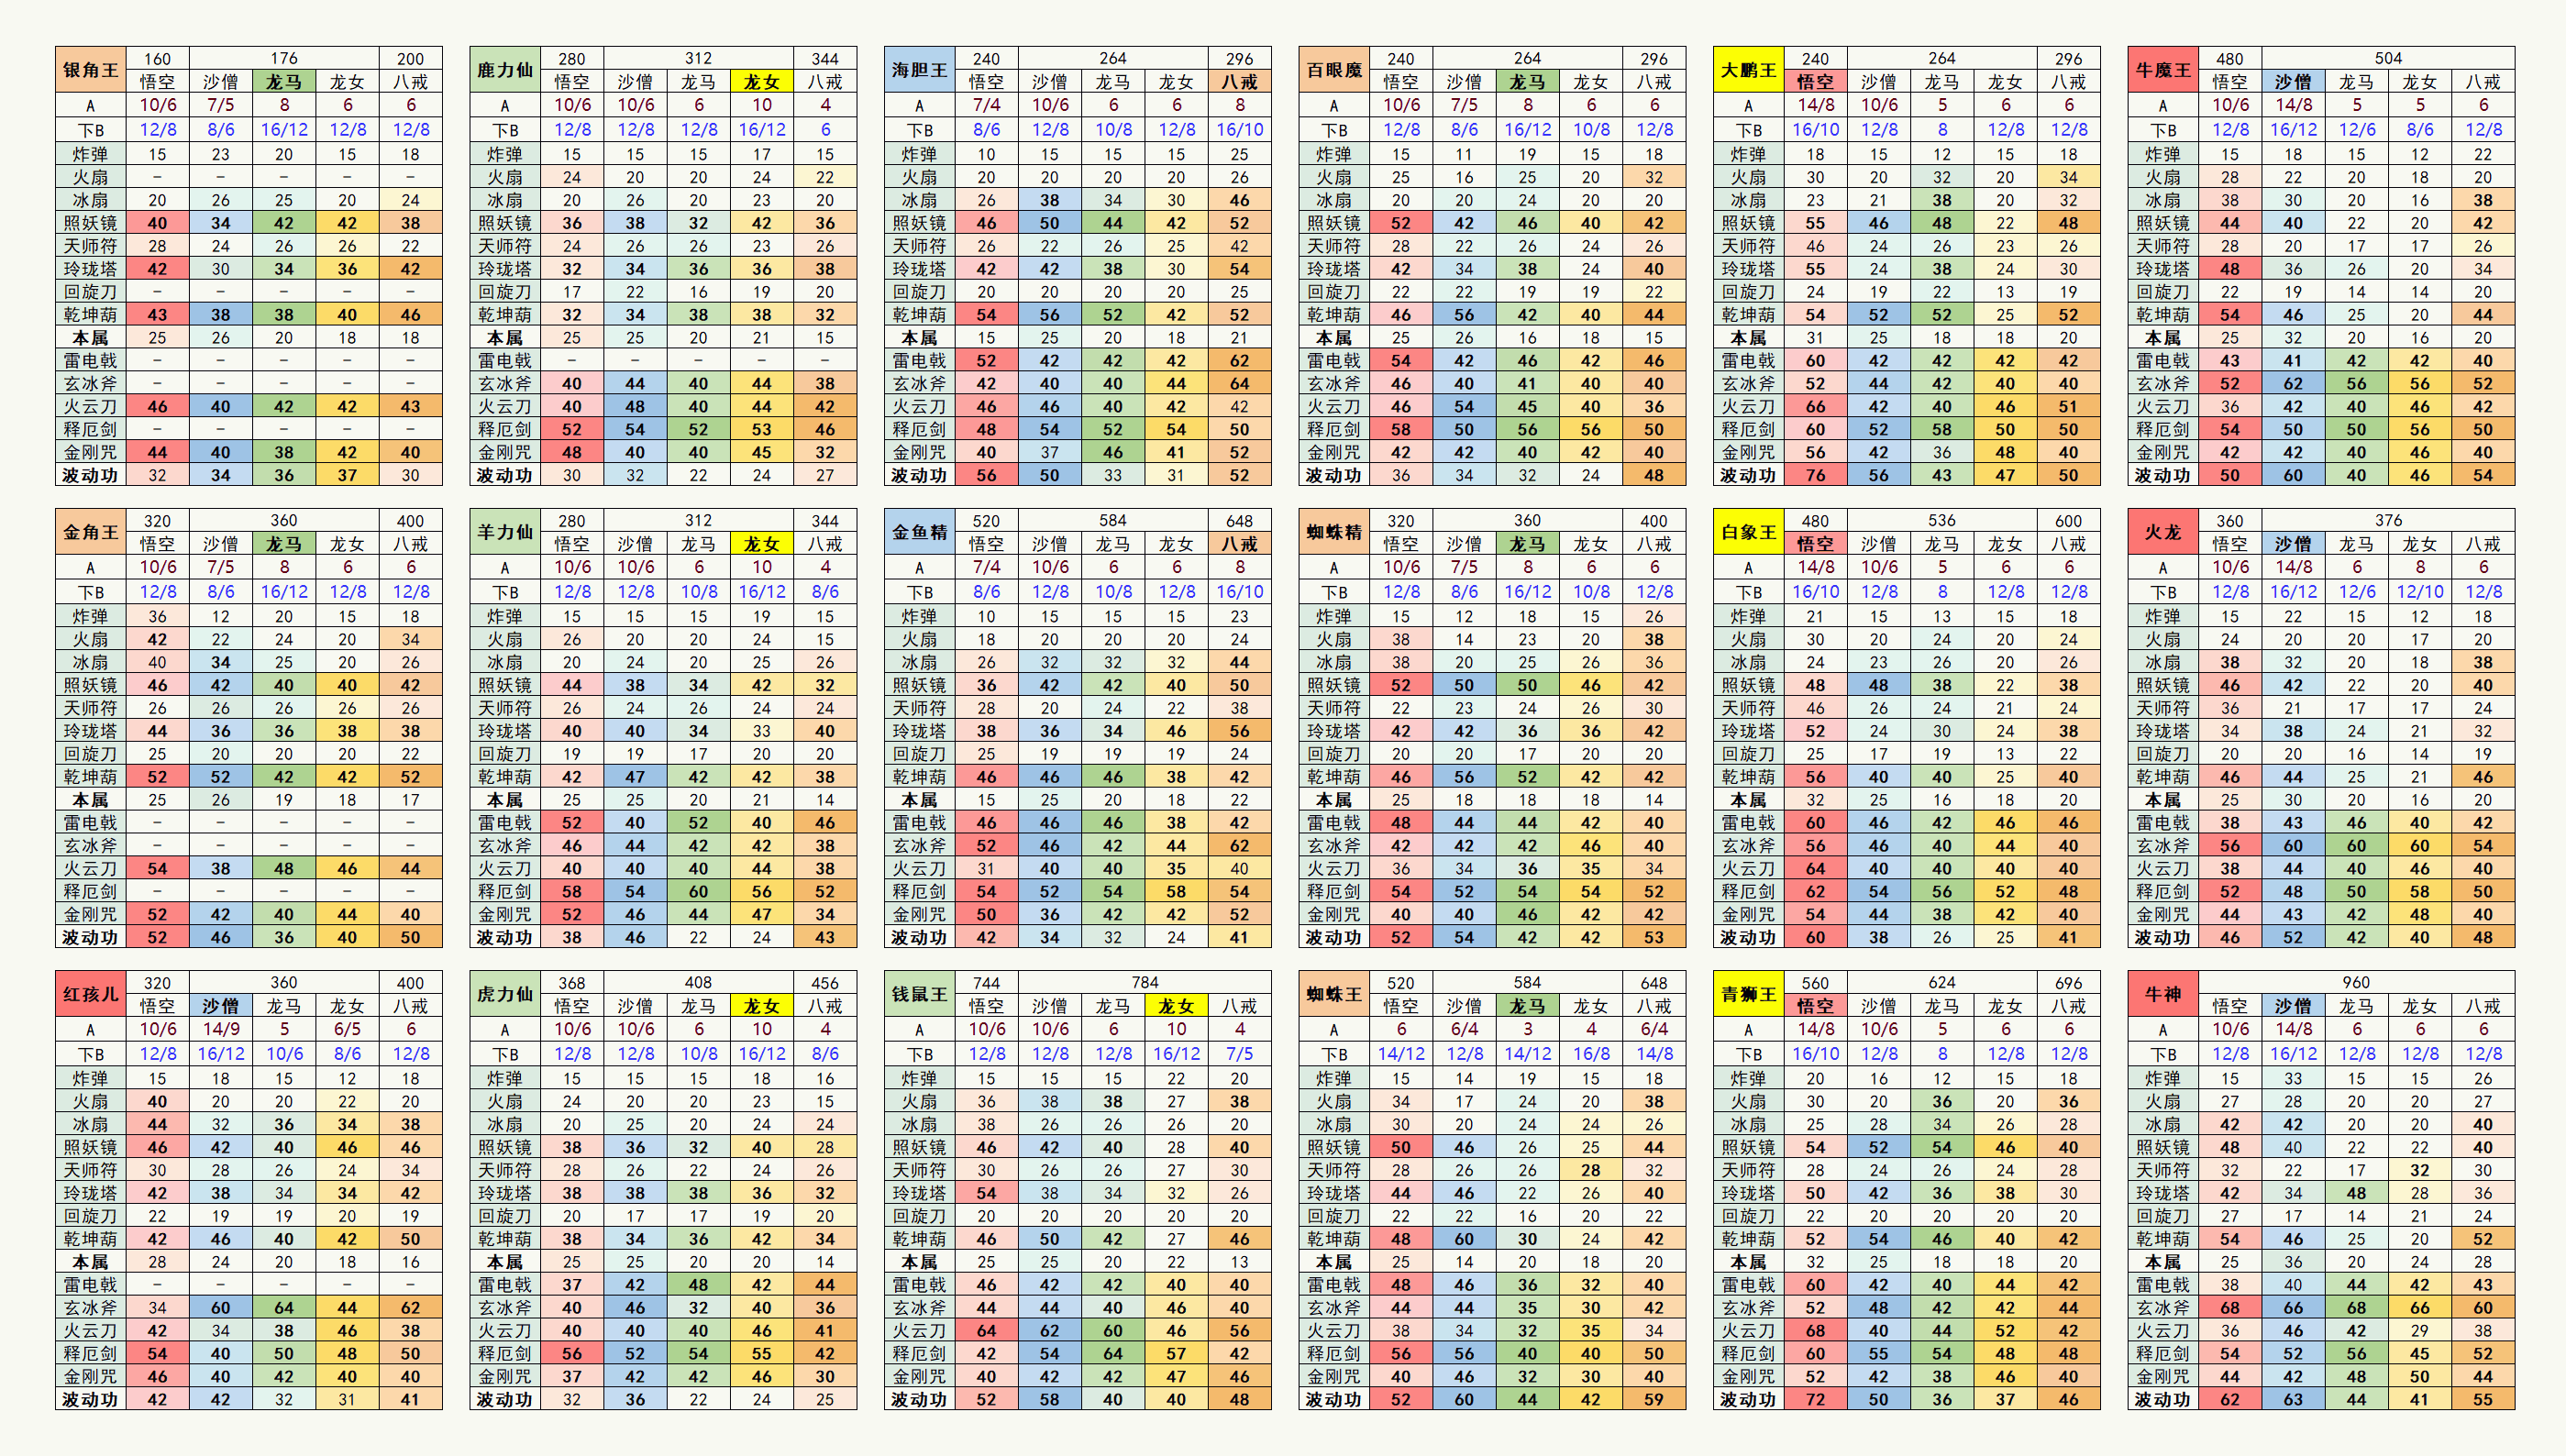 银角王 160 176 200
悟空 沙僧 龙马 龙女 八戒
A 10/6 7/5 8 6 6
下B 12/8 8/6 16/12 12/8 12/8
炸弹 15 23 20 15 18
火扇 – – – – –
冰扇 20 26 25 20 24
照妖镜 40 34 42 42 38
天师符 28 24 26 26 22
玲珑塔 42 30 34 36 42
回旋刀 – – – – –
乾坤葫 43 38 38 40 46
本属 25 26 20 18 18
雷电戟 – – – – –
玄冰斧 – – – – –
火云刀 46 40 42 42 43
释厄剑 – – – – –
金刚咒 44 40 38 42 40
波动功 32 34 36 37 30
鹿力仙 280 312 344
悟空 沙僧 龙马 龙女 八戒
A 10/6 10/6 6 10 4
下B 12/8 12/8 12/8 16/12 6
炸弹 15 15 15 17 15
火扇 24 20 20 24 22
冰扇 20 26 20 23 20
照妖镜 36 38 32 42 36
天师符 24 26 26 23 26
玲珑塔 32 34 36 36 38
回旋刀 17 22 16 19 20
乾坤葫 32 34 38 38 32
本属 25 25 20 21 15
雷电戟 – – – – –
玄冰斧 40 44 40 44 38
火云刀 40 48 40 44 42
释厄剑 52 54 52 53 46
金刚咒 48 40 40 45 32
波动功 30 32 22 24 27
海胆王 240 264 296
悟空 沙僧 龙马 龙女 八戒
A 7/4 10/6 6 6 8
下B 8/6 12/8 10/8 12/8 16/10
炸弹 10 15 15 15 25
火扇 20 20 20 20 26
冰扇 26 38 34 30 46
照妖镜 46 50 44 42 52
天师符 26 22 26 25 42
玲珑塔 42 42 38 30 54
回旋刀 20 20 20 20 25
乾坤葫 54 56 52 42 52
本属 15 25 20 18 21
雷电戟 52 42 42 42 62
玄冰斧 42 40 40 44 64
火云刀 46 46 40 42 42
释厄剑 48 54 52 54 50
金刚咒 40 37 46 41 52
波动功 56 50 33 31 52
百眼魔 240 264 296
悟空 沙僧 龙马 龙女 八戒
A 10/6 7/5 8 6 6
下B 12/8 8/6 16/12 10/8 12/8
炸弹 15 11 19 15 18
火扇 25 16 25 20 32
冰扇 20 20 24 20 20
照妖镜 52 42 46 40 42
天师符 28 22 26 24 26
玲珑塔 42 34 38 24 40
回旋刀 22 22 19 19 22
乾坤葫 46 56 42 40 44
本属 25 26 16 18 15
雷电戟 54 42 46 42 46
玄冰斧 46 40 41 40 40
火云刀 46 54 45 40 36
释厄剑 58 50 56 56 50
金刚咒 42 42 40 42 40
波动功 36 34 32 24 48
大鹏王 240 264 296
悟空 沙僧 龙马 龙女 八戒
A 14/8 10/6 5 6 6
下B 16/10 12/8 8 12/8 12/8
炸弹 18 15 12 15 18
火扇 30 20 32 20 34
冰扇 23 21 38 20 32
照妖镜 55 46 48 22 48
天师符 46 24 26 23 26
玲珑塔 55 24 38 24 30
回旋刀 24 19 22 13 19
乾坤葫 54 52 52 25 52
本属 31 25 18 18 20
雷电戟 60 42 42 42 42
玄冰斧 52 44 42 40 40
火云刀 66 42 40 46 51
释厄剑 60 52 58 50 50
金刚咒 56 42 36 48 40
波动功 76 56 43 47 50
牛魔王 480 504
悟空 沙僧 龙马 龙女 八戒
A 10/6 14/8 5 5 6
下B 12/8 16/12 12/6 8/6 12/8
炸弹 15 18 15 12 22
火扇 28 22 20 18 20
冰扇 38 30 20 16 38
照妖镜 44 40 22 20 42
天师符 28 20 17 17 26
玲珑塔 48 36 26 20 34
回旋刀 22 19 14 14 20
乾坤葫 54 46 25 20 44
本属 25 32 20 16 20
雷电戟 43 41 42 42 40
玄冰斧 52 62 56 56 52
火云刀 36 42 40 46 42
释厄剑 54 50 50 56 50
金刚咒 42 42 40 46 40
波动功 50 60 40 46 54
金角王 320 360 400
悟空 沙僧 龙马 龙女 八戒
A 10/6 7/5 8 6 6
下B 12/8 8/6 16/12 12/8 12/8
炸弹 36 12 20 15 18
火扇 42 22 24 20 34
冰扇 40 34 25 20 26
照妖镜 46 42 40 40 42
天师符 26 26 26 26 26
玲珑塔 44 36 36 38 38
回旋刀 25 20 20 20 22
乾坤葫 52 52 42 42 52
本属 25 26 19 18 17
雷电戟 – – – – –
玄冰斧 – – – – –
火云刀 54 38 48 46 44
释厄剑 – – – – –
金刚咒 52 42 40 44 40
波动功 52 46 36 40 50
羊力仙 280 312 344
悟空 沙僧 龙马 龙女 八戒
A 10/6 10/6 6 10 4
下B 12/8 12/8 10/8 16/12 8/6
炸弹 15 15 15 19 15
火扇 26 20 20 24 15
冰扇 20 24 20 25 26
照妖镜 44 38 34 42 32
天师符 26 24 26 24 24
玲珑塔 40 40 34 33 40
回旋刀 19 19 17 20 20
乾坤葫 42 47 42 42 38
本属 25 25 20 21 14
雷电戟 52 40 52 40 46
玄冰斧 46 44 42 42 38
火云刀 40 40 40 44 38
释厄剑 58 54 60 56 52
金刚咒 52 46 44 47 34
波动功 38 46 22 24 43
金鱼精 520 584 648
悟空 沙僧 龙马 龙女 八戒
A 7/4 10/6 6 6 8
下B 8/6 12/8 10/8 12/8 16/10
炸弹 10 15 15 15 23
火扇 18 20 20 20 24
冰扇 26 32 32 32 44
照妖镜 36 42 42 40 50
天师符 28 20 24 22 38
玲珑塔 38 36 34 46 56
回旋刀 25 19 19 19 24
乾坤葫 46 46 46 38 42
本属 15 25 20 18 22
雷电戟 46 46 46 38 42
玄冰斧 52 46 42 44 62
火云刀 31 40 40 35 40
释厄剑 54 52 54 58 54
金刚咒 50 36 42 42 52
波动功 42 34 32 24 41
蜘蛛精 320 360 400
悟空 沙僧 龙马 龙女 八戒
A 10/6 7/5 8 6 6
下B 12/8 8/6 16/12 10/8 12/8
炸弹 15 12 18 15 26
火扇 38 14 23 20 38
冰扇 38 20 25 26 36
照妖镜 52 50 50 46 42
天师符 22 23 24 26 30
玲珑塔 42 42 36 36 42
回旋刀 20 20 17 20 20
乾坤葫 46 56 52 42 42
本属 25 18 18 18 14
雷电戟 48 44 44 42 40
玄冰斧 42 42 42 46 40
火云刀 36 34 36 35 34
释厄剑 54 52 54 54 52
金刚咒 40 40 46 42 42
波动功 52 54 42 42 53
白象王 480 536 600
悟空 沙僧 龙马 龙女 八戒
A 14/8 10/6 5 6 6
下B 16/10 12/8 8 12/8 12/8
炸弹 21 15 13 15 18
火扇 30 20 24 20 24
冰扇 24 23 26 20 26
照妖镜 48 48 38 22 38
天师符 46 26 24 21 24
玲珑塔 52 24 30 24 38
回旋刀 25 17 19 13 22
乾坤葫 56 40 40 25 40
本属 32 25 16 18 20
雷电戟 60 46 42 46 46
玄冰斧 56 46 40 44 40
火云刀 64 40 40 40 40
释厄剑 62 54 56 52 48
金刚咒 54 44 38 42 40
波动功 60 38 26 25 41
火龙 360 376
悟空 沙僧 龙马 龙女 八戒
A 10/6 14/8 6 8 6
下B 12/8 16/12 12/6 12/10 12/8
炸弹 15 22 15 12 18
火扇 24 20 20 17 20
冰扇 38 32 20 18 38
照妖镜 46 42 22 20 40
天师符 36 21 17 17 24
玲珑塔 34 38 24 21 32
回旋刀 20 20 16 14 19
乾坤葫 46 44 25 21 46
本属 25 30 20 16 20
雷电戟 38 43 46 40 42
玄冰斧 56 60 60 60 54
火云刀 38 44 40 46 40
释厄剑 52 48 50 58 50
金刚咒 44 43 42 48 40
波动功 46 52 42 40 48
红孩儿 320 360 400
悟空 沙僧 龙马 龙女 八戒
A 10/6 14/9 5 6/5 6
下B 12/8 16/12 10/6 8/6 12/8
炸弹 15 18 15 12 18
火扇 40 20 20 22 20
冰扇 44 32 36 34 38
照妖镜 46 42 40 46 46
天师符 30 28 26 24 34
玲珑塔 42 38 34 34 42
回旋刀 22 19 19 20 19
乾坤葫 42 46 40 42 50
本属 28 24 20 18 16
雷电戟 – – – – –
玄冰斧 34 60 64 44 62
火云刀 42 34 38 46 38
释厄剑 54 40 50 48 50
金刚咒 46 40 42 40 40
波动功 42 42 32 31 41
虎力仙 368 408 456
悟空 沙僧 龙马 龙女 八戒
A 10/6 10/6 6 10 4
下B 12/8 12/8 10/8 16/12 8/6
炸弹 15 15 15 18 16
火扇 24 20 20 23 15
冰扇 20 25 20 24 24
照妖镜 38 36 32 40 28
天师符 28 26 22 24 26
玲珑塔 38 38 38 36 32
回旋刀 20 17 17 19 20
乾坤葫 38 34 36 42 34
本属 25 25 20 20 14
雷电戟 37 42 48 42 44
玄冰斧 40 46 32 40 36
火云刀 40 40 40 46 41
释厄剑 56 52 54 55 42
金刚咒 37 42 42 46 30
波动功 32 36 22 24 25
钱鼠王 744 784
悟空 沙僧 龙马 龙女 八戒
A 10/6 10/6 6 10 4
下B 12/8 12/8 12/8 16/12 7/5
炸弹 15 15 15 22 20
火扇 36 38 38 27 38
冰扇 38 26 26 26 20
照妖镜 46 42 40 28 40
天师符 30 26 26 27 30
玲珑塔 54 38 34 32 26
回旋刀 20 20 20 20 20
乾坤葫 46 50 42 27 46
本属 25 25 20 22 13
雷电戟 46 42 42 40 40
玄冰斧 44 44 40 46 40
火云刀 64 62 60 46 56
释厄剑 42 54 64 57 42
金刚咒 40 42 42 47 46
波动功 52 58 40 40 48
蜘蛛王 520 584 648
悟空 沙僧 龙马 龙女 八戒
A 6 6/4 3 4 6/4
下B 14/12 12/8 14/12 16/8 14/8
炸弹 15 14 19 15 18
火扇 34 17 24 20 38
冰扇 30 20 24 24 26
照妖镜 50 46 26 25 44
天师符 28 26 26 28 32
玲珑塔 44 46 22 26 40
回旋刀 22 22 16 20 22
乾坤葫 48 60 30 24 42
本属 25 14 20 18 20
雷电戟 48 46 36 32 40
玄冰斧 44 44 35 30 42
火云刀 38 34 32 35 34
释厄剑 56 56 40 40 50
金刚咒 40 46 32 30 40
波动功 52 60 44 42 59
青狮王 560 624 696
悟空 沙僧 龙马 龙女 八戒
A 14/8 10/6 5 6 6
下B 16/10 12/8 8 12/8 12/8
炸弹 20 16 12 15 18
火扇 30 20 36 20 36
冰扇 25 28 34 26 28
照妖镜 54 52 54 46 40
天师符 28 24 26 24 28
玲珑塔 50 42 36 38 30
回旋刀 22 20 20 20 20
乾坤葫 52 54 46 40 42
本属 32 25 18 18 20
雷电戟 60 42 40 44 42
玄冰斧 52 48 42 42 44
火云刀 68 40 44 52 42
释厄剑 60 55 54 48 48
金刚咒 52 42 38 46 40
波动功 72 50 36 37 46
牛神 960
悟空 沙僧 龙马 龙女 八戒
A 10/6 14/8 6 6 6
下B 12/8 16/12 12/8 12/8 12/8
炸弹 15 33 15 15 26
火扇 27 28 20 20 27
冰扇 42 42 20 20 40
照妖镜 48 40 22 22 40
天师符 32 22 17 32 30
玲珑塔 42 34 48 28 36
回旋刀 27 17 14 21 24
乾坤葫 54 46 25 20 52
本属 25 36 20 24 28
雷电戟 38 40 44 42 43
玄冰斧 68 66 68 66 60
火云刀 36 46 42 29 38
释厄剑 54 52 56 45 52
金刚咒 44 42 48 50 44
波动功 62 63 44 41 55